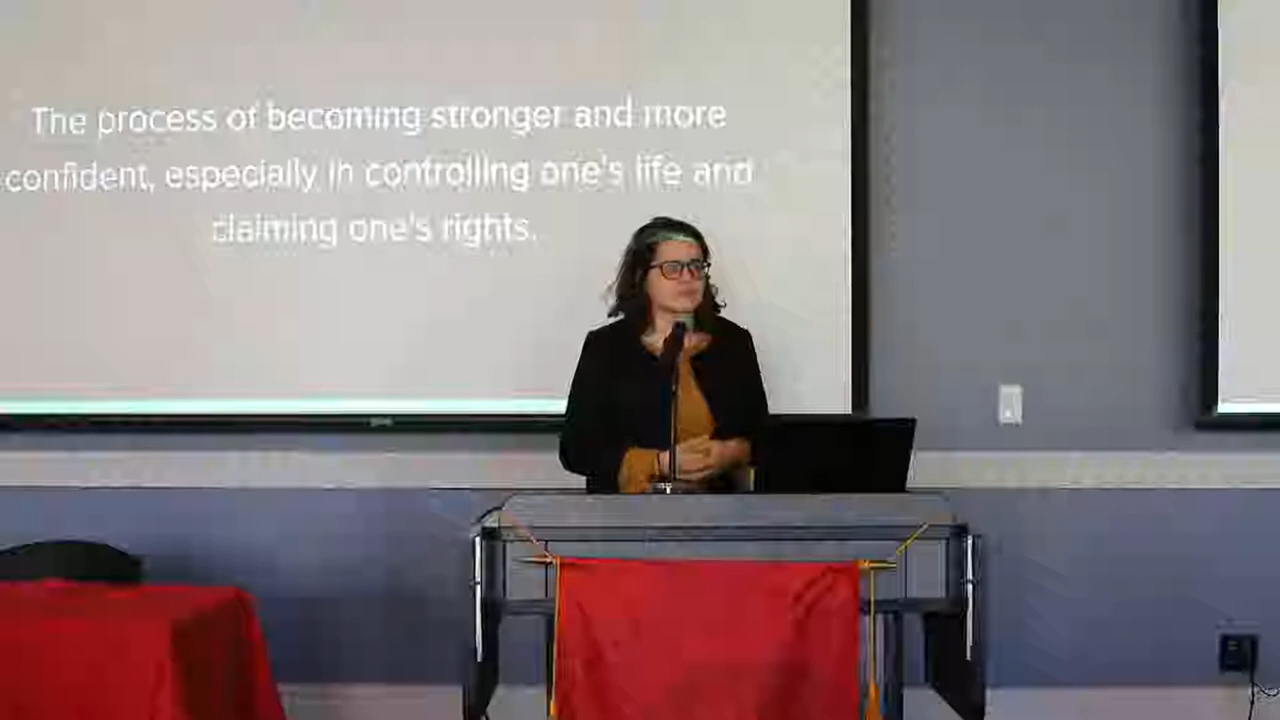 The process of becoming stronger and more
confident, especially in controlling one's life and
claiming one's rights.